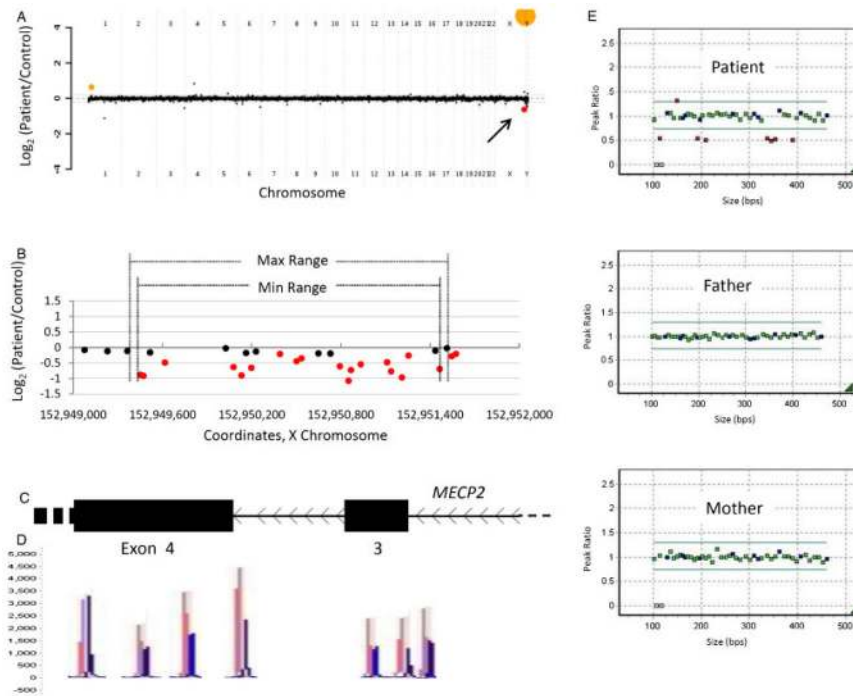 A
4
2
0
-2
-4
Log2 (Patient/Control)
1 2 3 4 5 6 7 8 9 10 11 12 13 14 15 16 17 18 19 20 21 22 X Y
1 2 3 4 5 6 7 8 9 10 11 12 13 14 15 16 17 18 19 20 21 22 X Y
Chromosome
B
Max Range
Min Range
Log2 (Patient/Control)
1.5
1
0.5
0
-0.5
-1
-1.5
152,949,000 152,949,600 152,950,200 152,950,800 152,951,400 152,952,000
Coordinates, X Chromosome
C
MECP2
Exon 4
3
D
5,000
4,500
4,000
3,500
3,000
2,500
2,000
1,500
1,000
500
0
-500
E
Patient
Peak Ratio
2.5
2
1.5
1
0.5
0
100 200 300 400 500
Size (bps)
Father
Peak Ratio
2.5
2
1.5
1
0.5
0
100 200 300 400 500
Size (bps)
Mother
Peak Ratio
2.5
2
1.5
1
0.5
0
100 200 300 400 500
Size (bps)